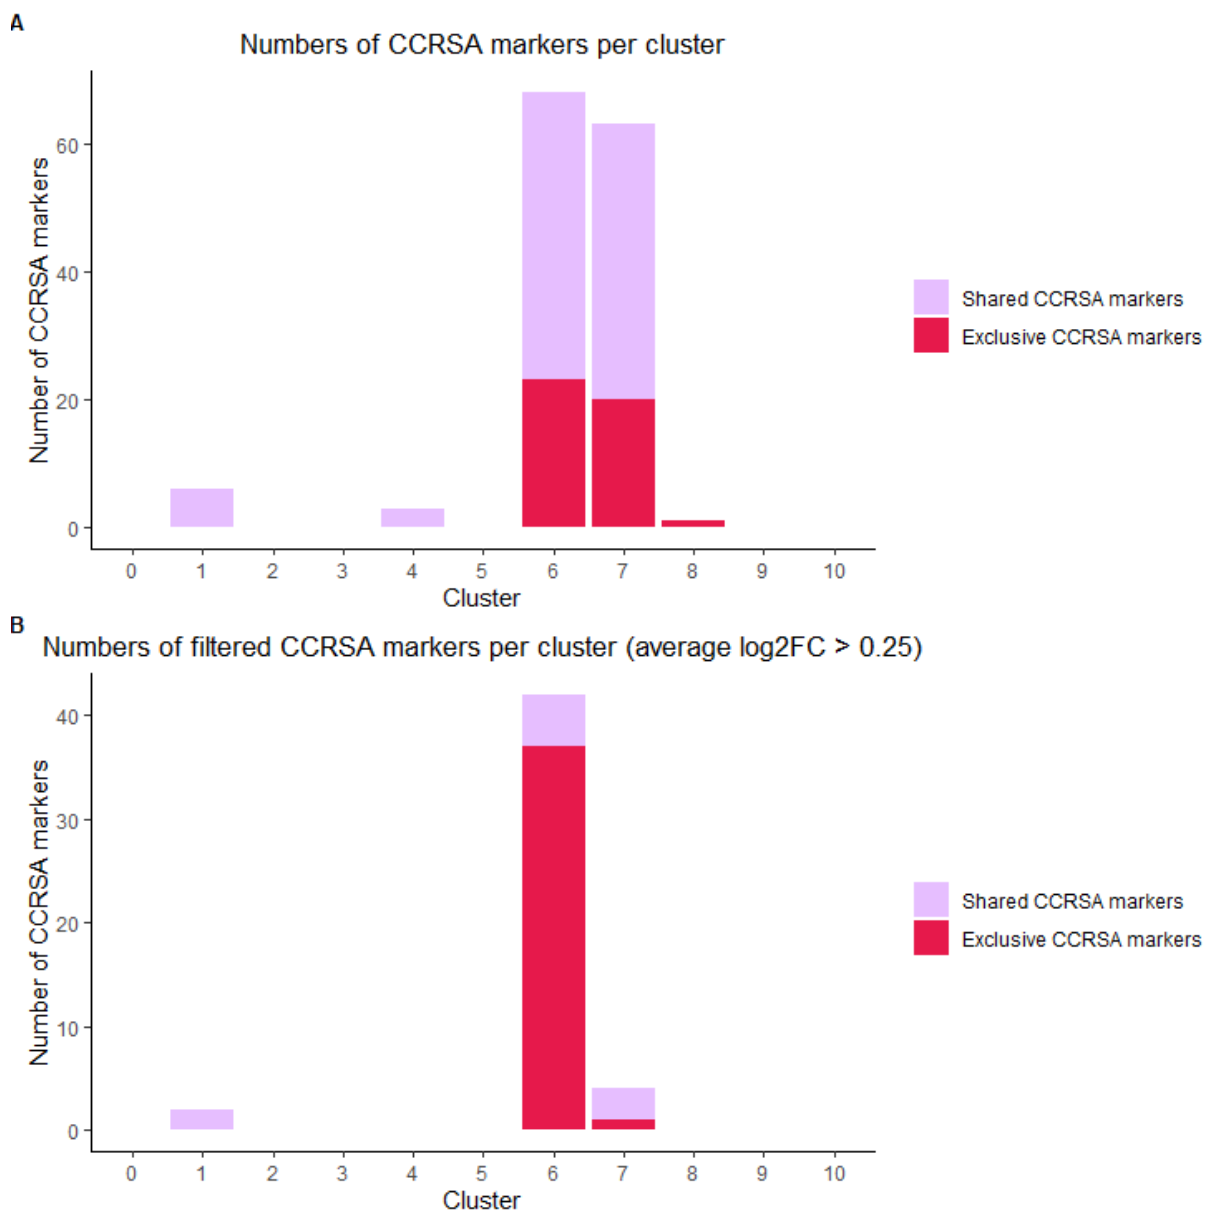 A
Numbers of CCRSA markers per cluster
Number of CCRSA markers
60
40
20
0
0 1 2 3 4 5 6 7 8 9 10
Cluster
Shared CCRSA markers
Exclusive CCRSA markers
B
Numbers of filtered CCRSA markers per cluster (average log2FC > 0.25)
Number of CCRSA markers
40
30
20
10
0
0 1 2 3 4 5 6 7 8 9 10
Cluster
Shared CCRSA markers
Exclusive CCRSA markers